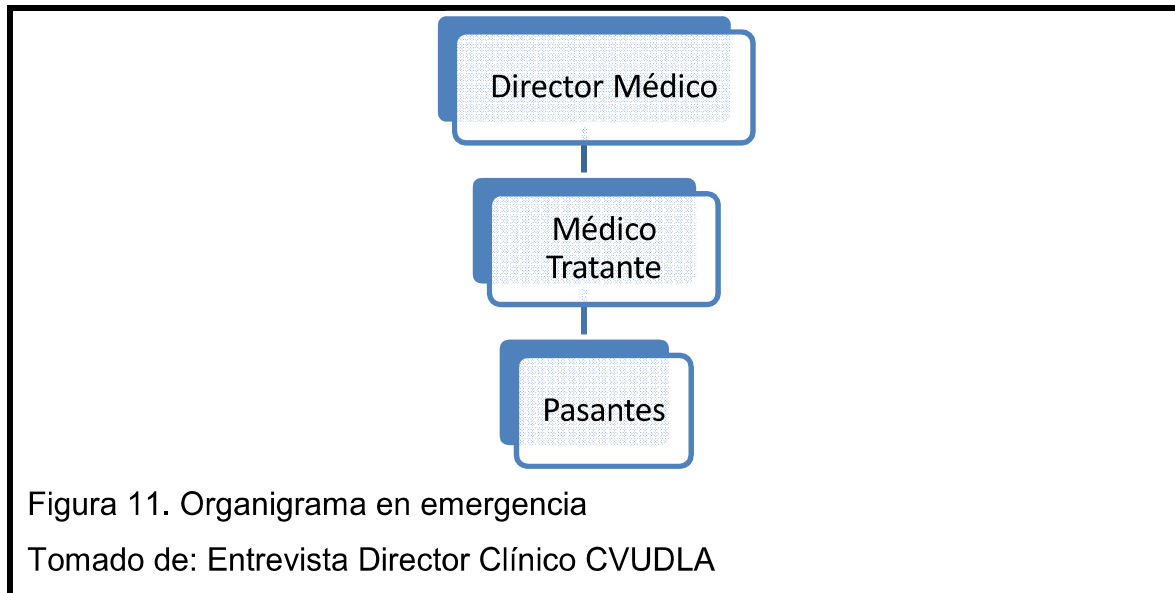 Director Médico
Médico
Tratante
Pasantes
Figura 11. Organigrama en emergencia
Tomado de: Entrevista Director Clínico CVUDLA